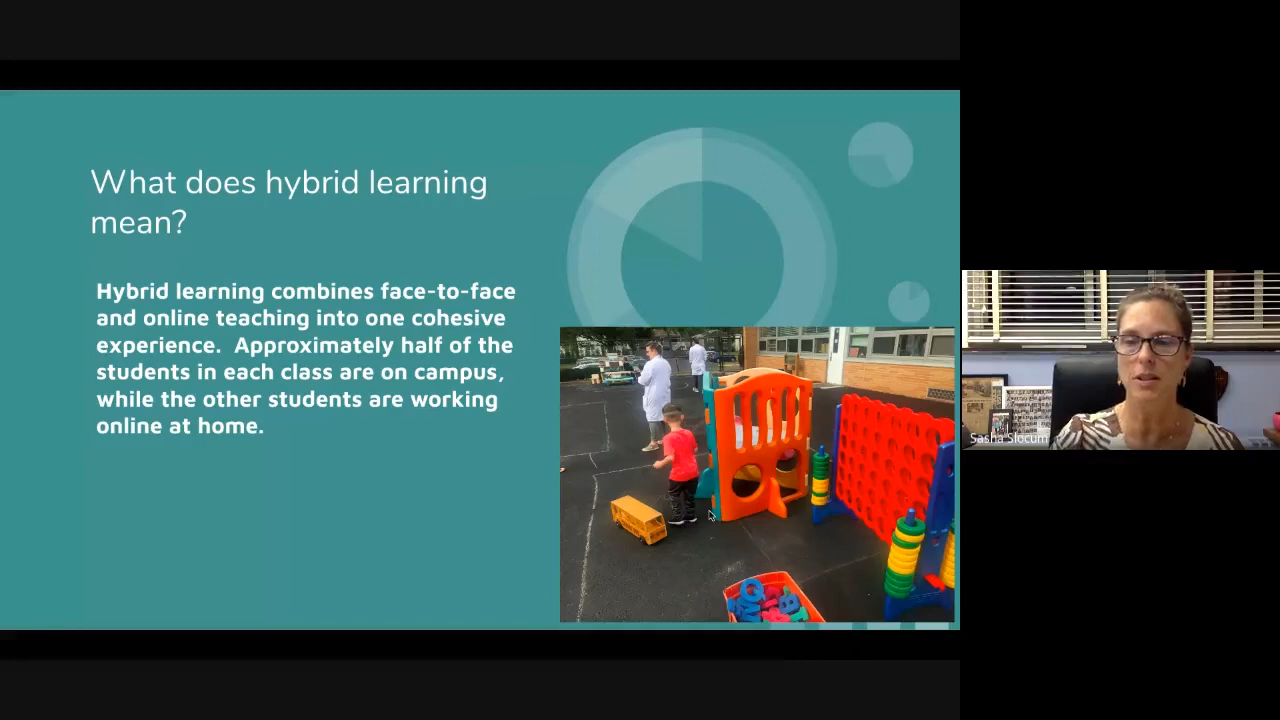 What does hybrid learning
mean?
Hybrid learning combines face-to-face
and online teaching into one cohesive
experience.  Approximately half of the
students in each class are on campus,
while the other students are working
online at home.
Sasha Slocum